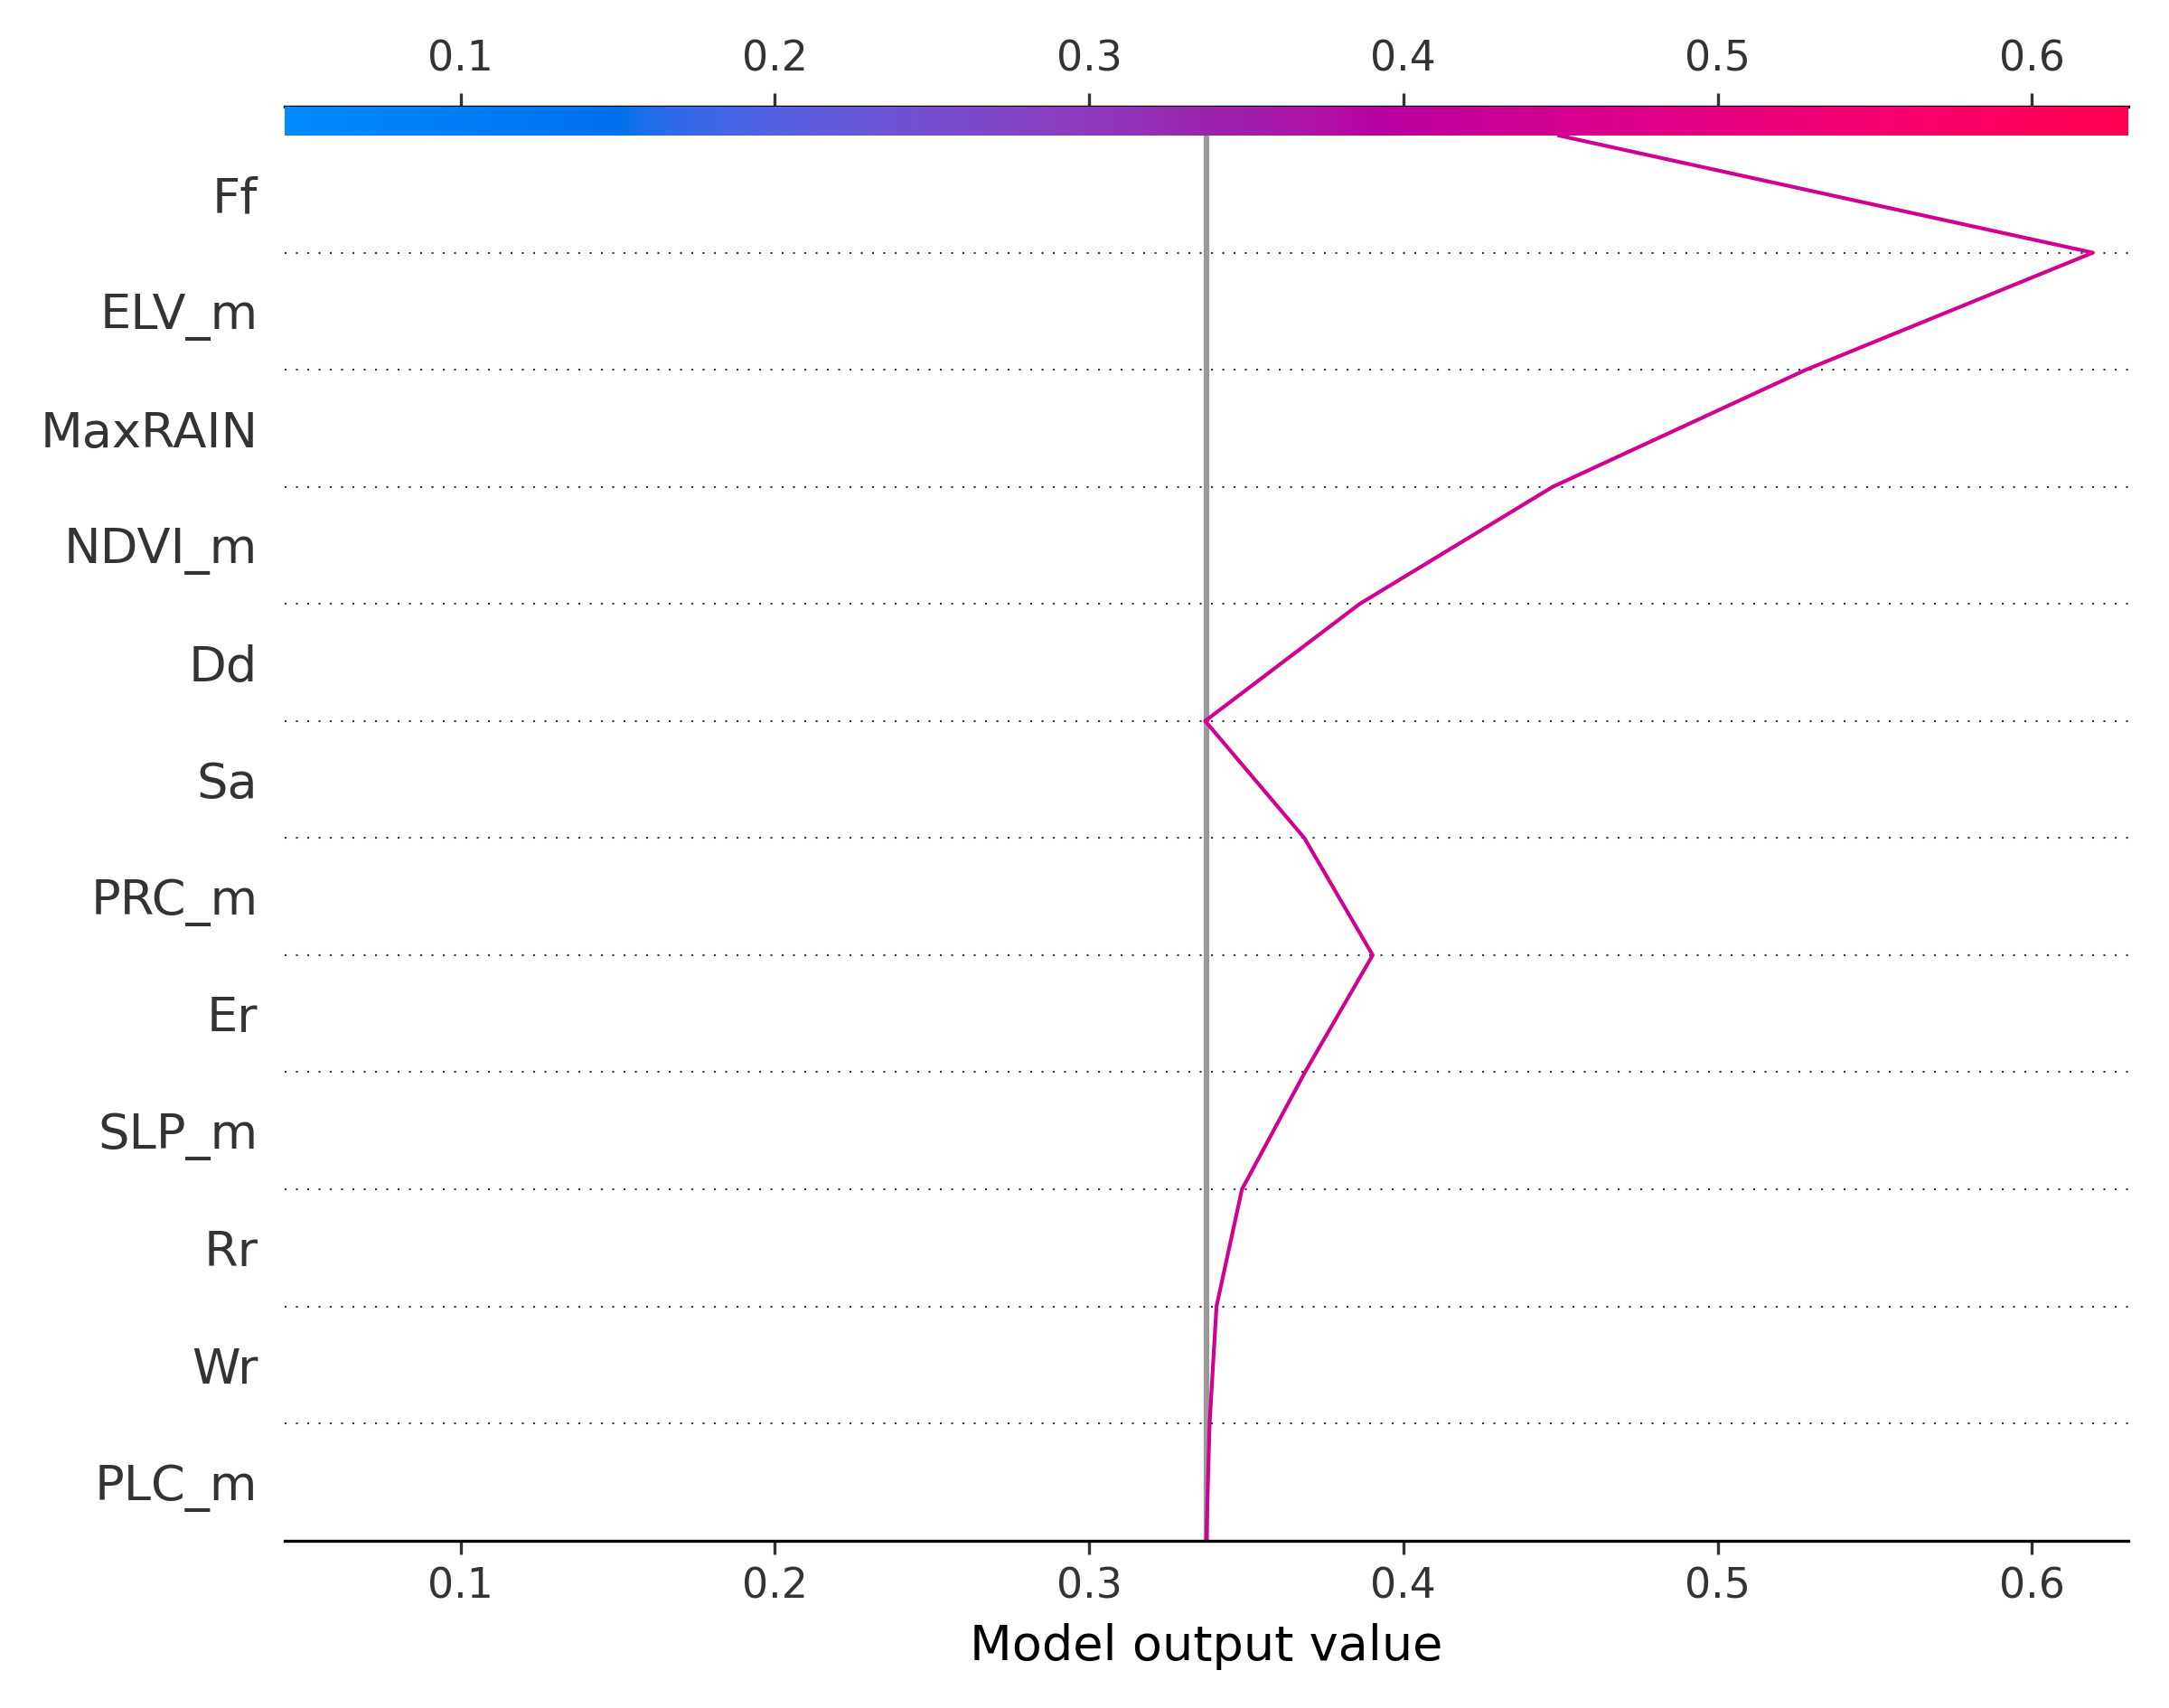 0.1 0.2 0.3 0.4 0.5 0.6
Ff
ELV_m
MaxRAIN
NDVI_m
Dd
Sa
PRC_m
Er
SLP_m
Rr
Wr
PLC_m
0.1 0.2 0.3 0.4 0.5 0.6
Model output value